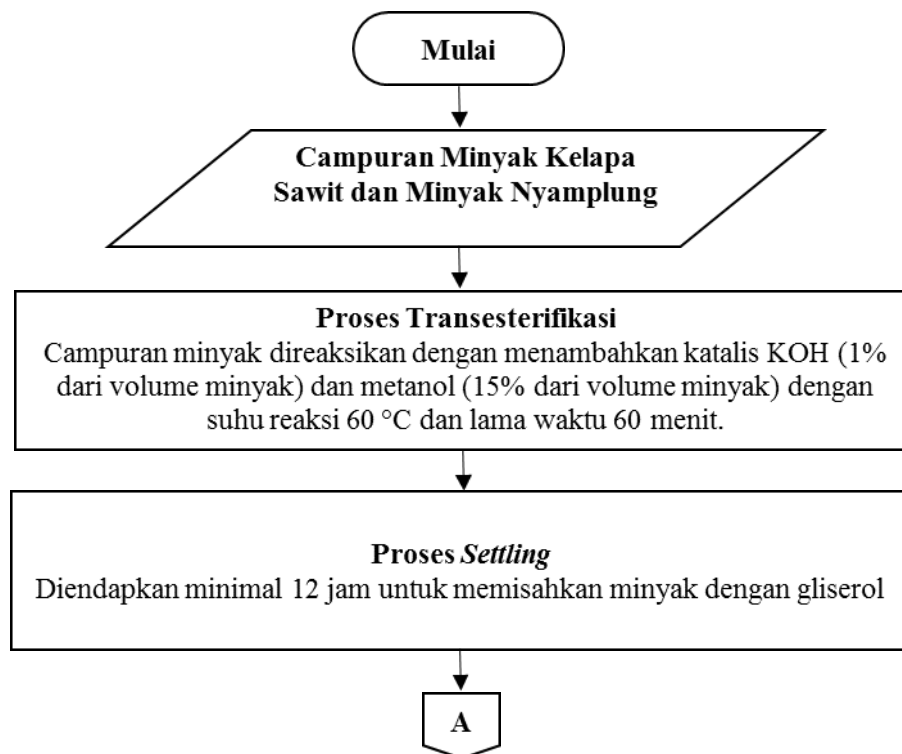 Mulai
Campuran Minyak Kelapa
Sawit dan Minyak Nyamplung
Proses Transesterifikasi
Campuran minyak direaksikan dengan menambahkan katalis KOH (1%
dari volume minyak) dan metanol (15% dari volume minyak) dengan
suhu reaksi 60 °C dan lama waktu 60 menit.
Proses Settling
Diendapkan minimal 12 jam untuk memisahkan minyak dengan gliserol
A